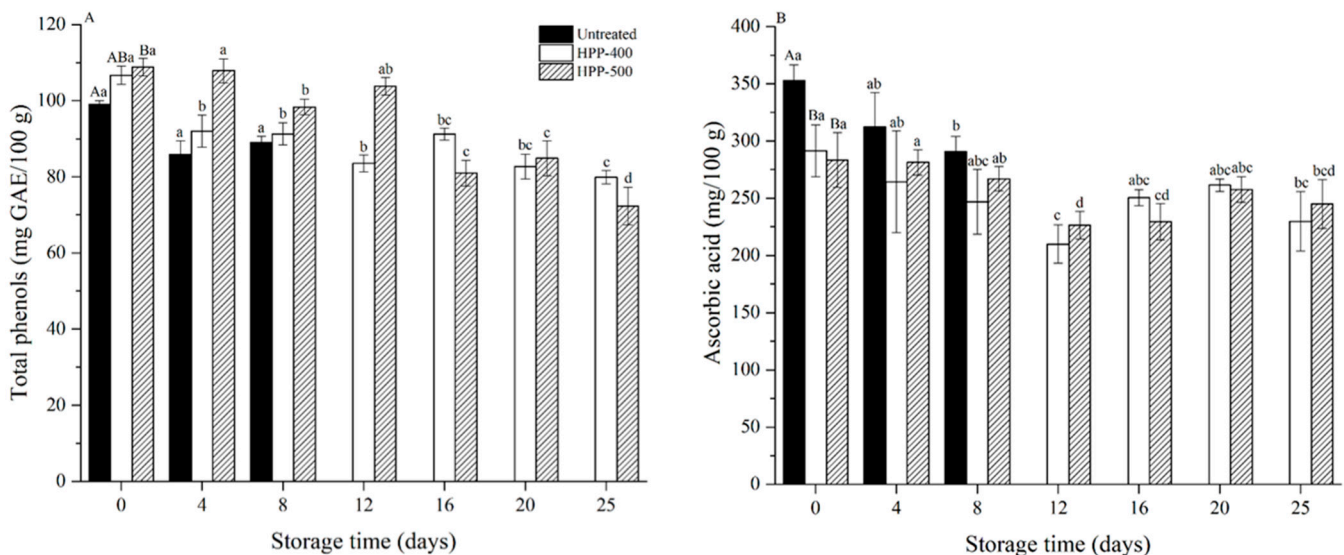 A
Total phenols (mg GAE/100 g)
120
100
80
60
40
20
0
Untreated
HPP-400
HPP-500
Aa ABa Ba
a b a
a b b
b ab
bc c
bc c
c d
0 4 8 12 16 20 25
Storage time (days)
B
Ascorbic acid (mg/100 g)
400
350
300
250
200
150
100
50
0
Aa Ba Ba
ab ab a
b abc ab
c d
abc cd
abc abc
bc bcd
0 4 8 12 16 20 25
Storage time (days)